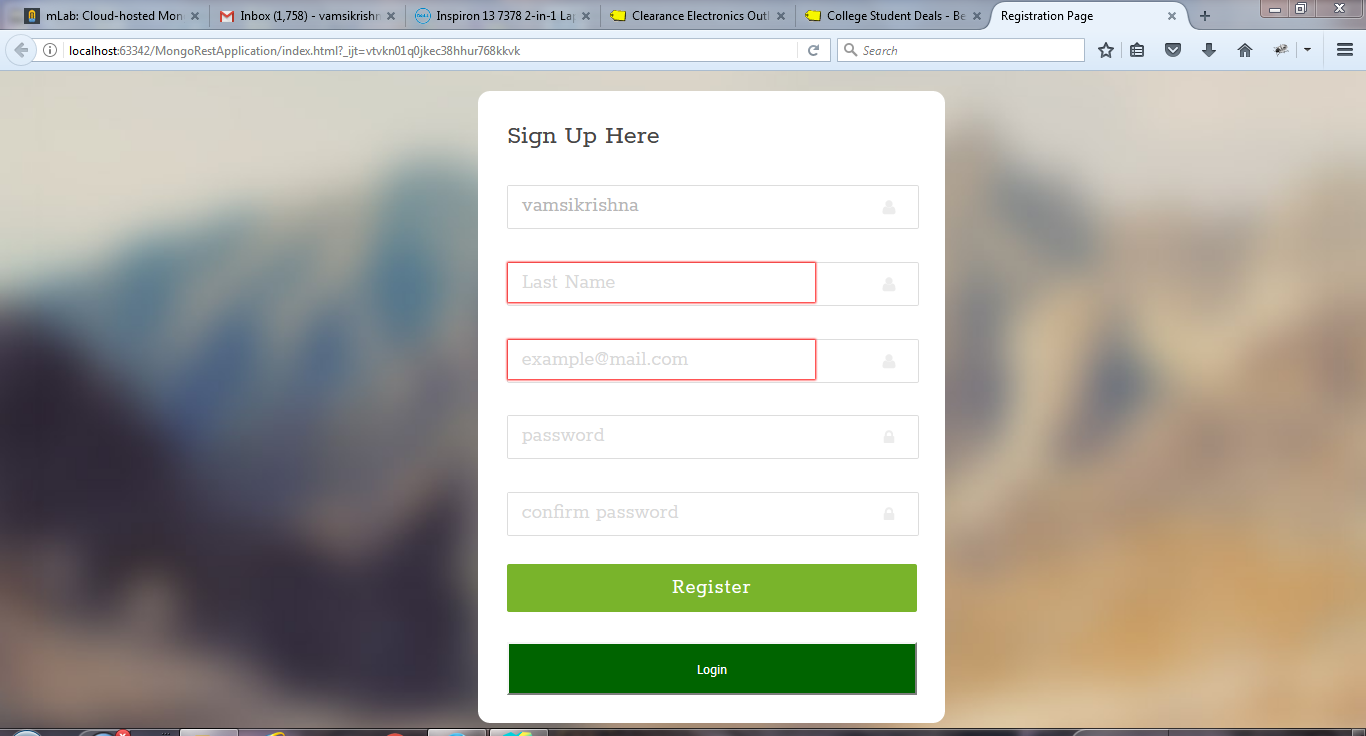 mLab: Cloud-hosted Mon
Inbox (1,758) - vamsikrishn
Inspiron 13 7378 2-in-1 Lap
Clearance Electronics Outl
College Student Deals - Be
Registration Page
localhost:63342/MongoRestApplication/index.html?_ijt=vtvkn01q0jkec38hhur768kkvk
Search
Sign Up Here
vamsikrishna
Last Name
example@mail.com
password
confirm password
Register
Login